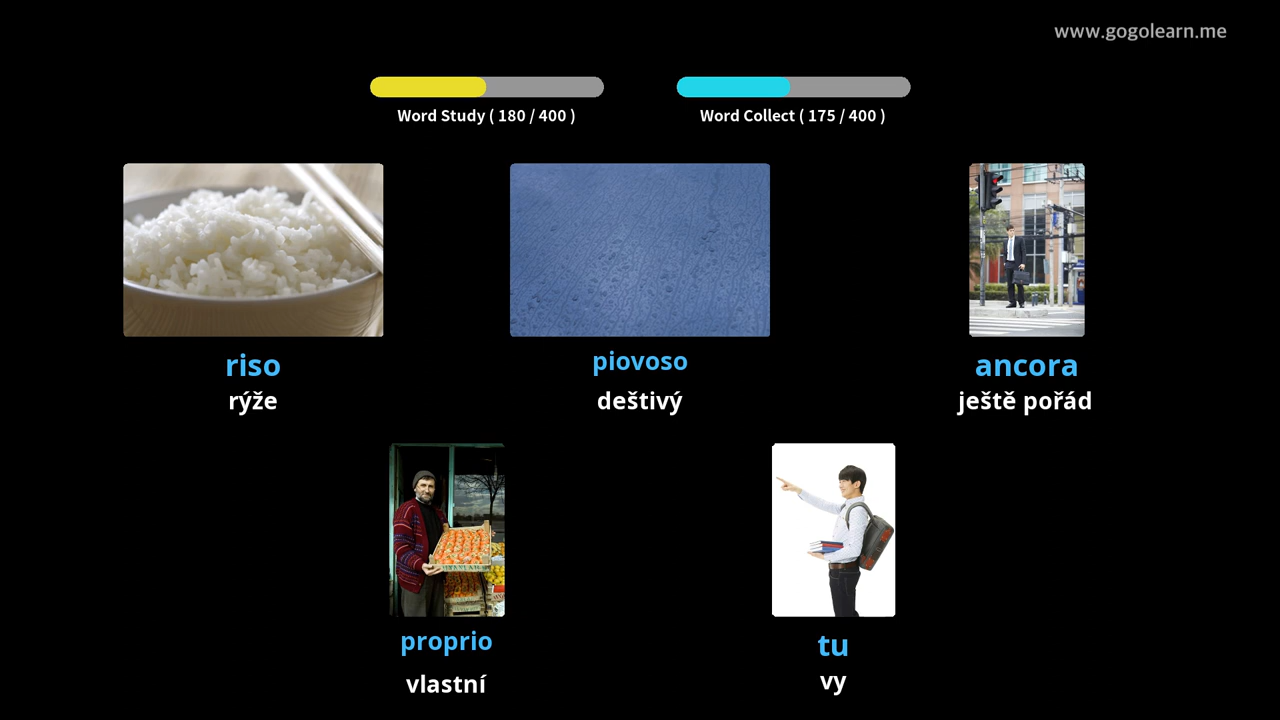 www.gogolearn.me
Word Study ( 180 / 400 )
Word Collect ( 175 / 400 )
riso
rýže
piovoso
deštivý
ancora
ještě pořád
proprio
vlastní
tu
vy